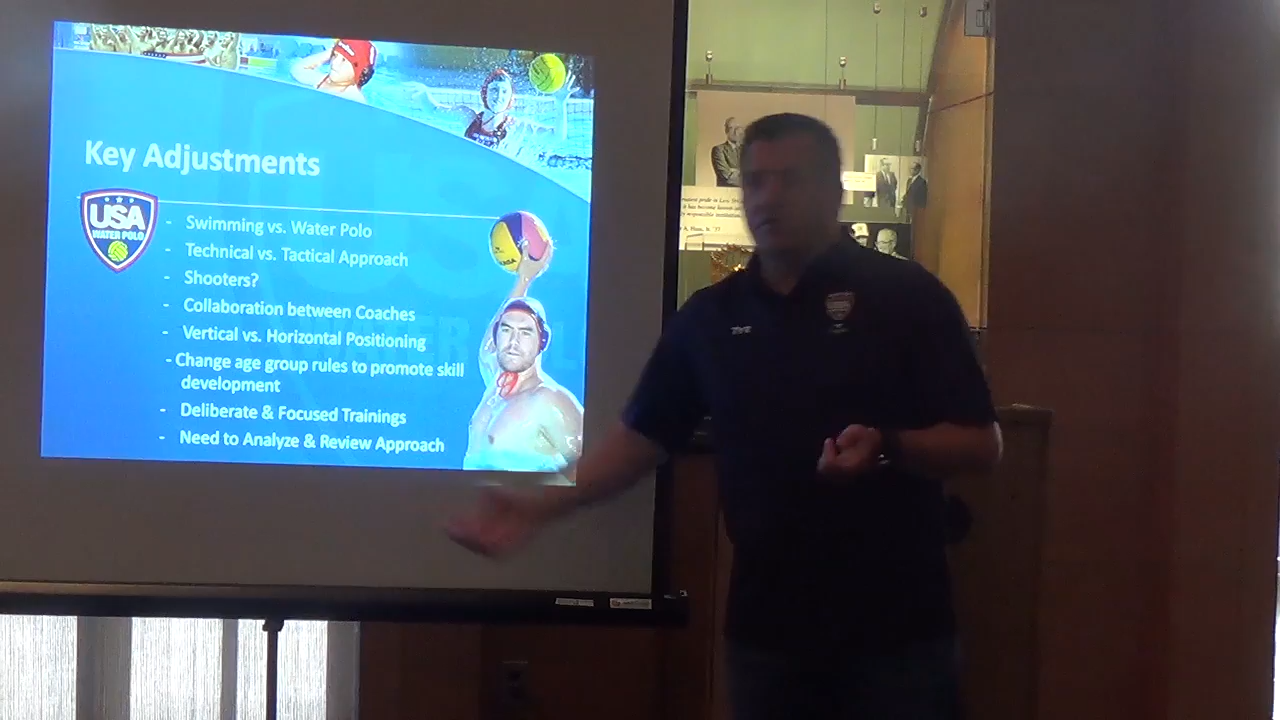 Key Adjustments
USA
WATER POLO
- Swimming vs. Water Polo
- Technical vs. Tactical Approach
- Shooters?
- Collaboration between Coaches
- Vertical vs. Horizontal Positioning
- Change age group rules to promote skill
development
- Deliberate & Focused Trainings
- Need to Analyze & Review Approach
TYR